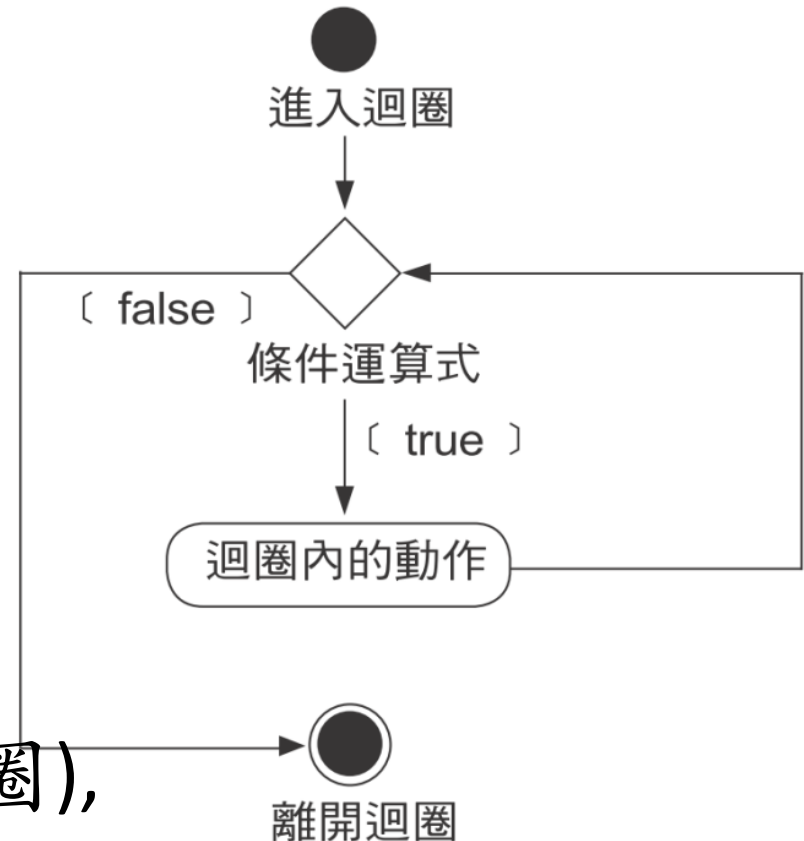 進入迴圈
〔 false 〕
條件運算式
〔 true 〕
迴圈內的動作
圈),
離開迴圈